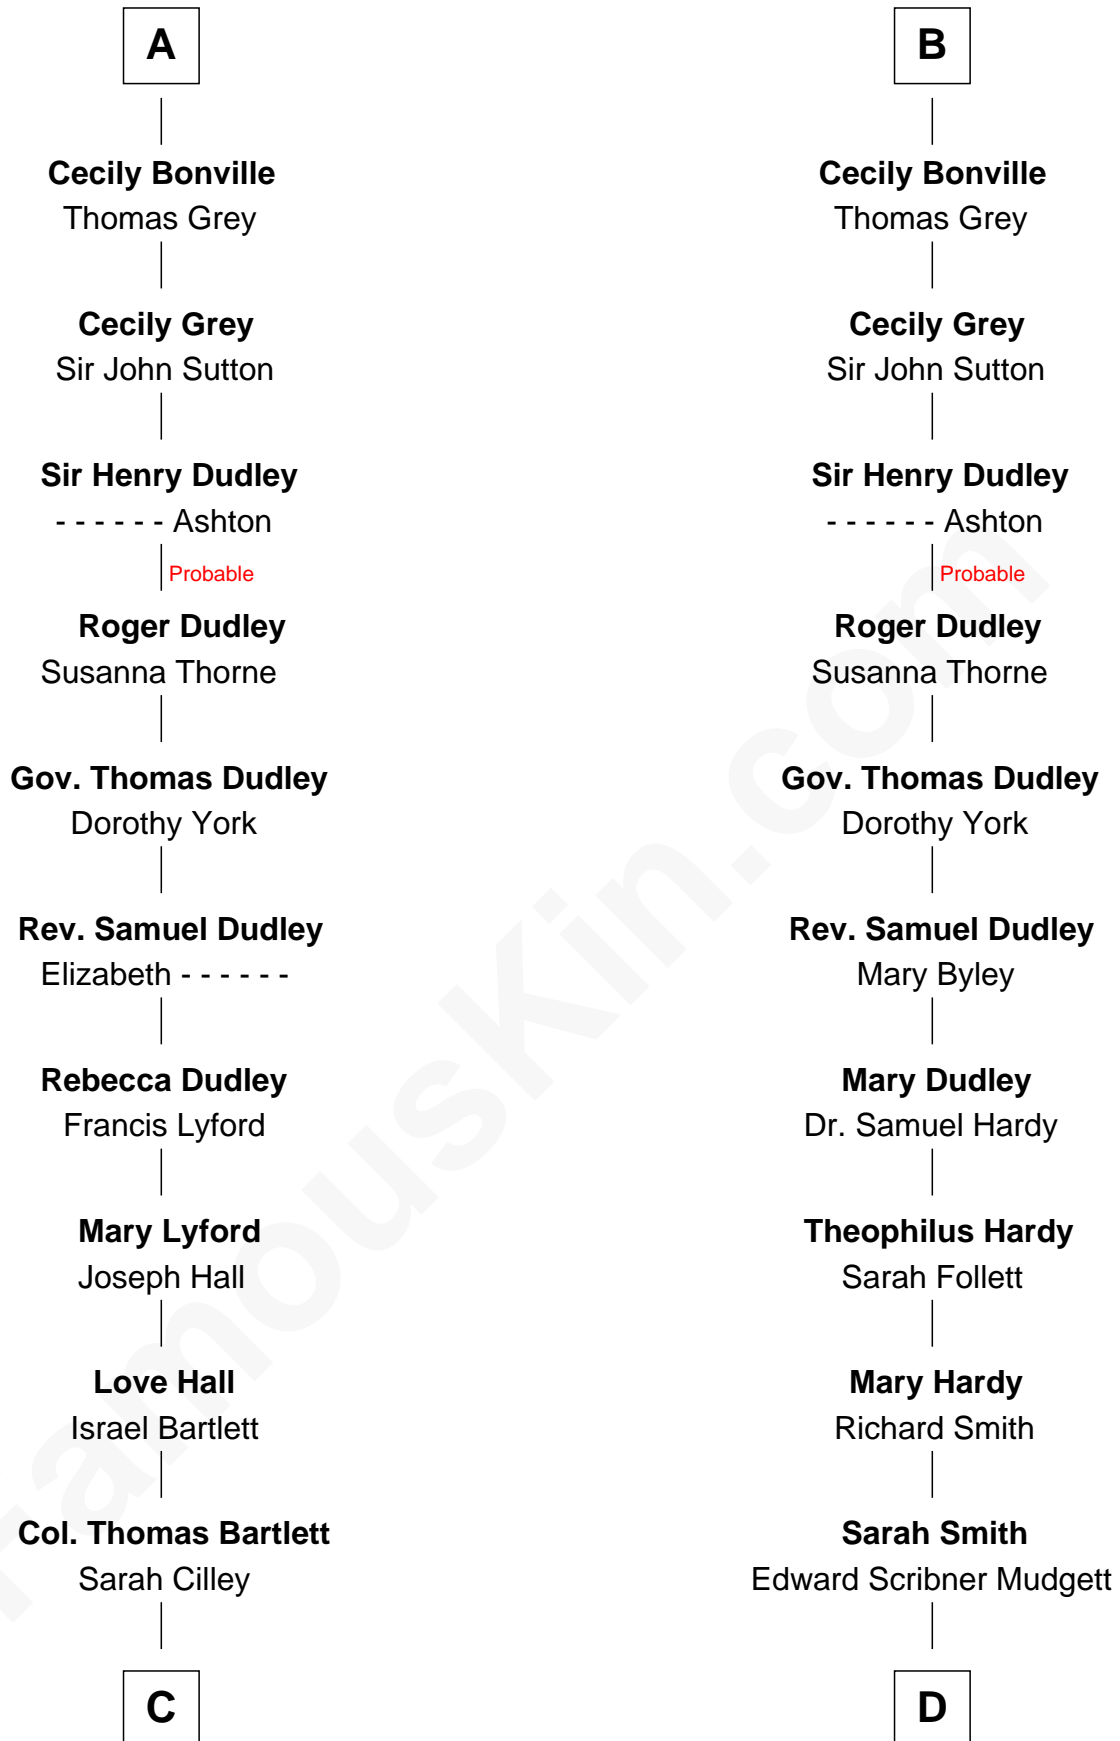 A
Cecily Bonville
Thomas Grey
Cecily Grey
Sir John Sutton
Sir Henry Dudley
- - - - - - Ashton
Probable
Roger Dudley
Susanna Thorne
Gov. Thomas Dudley
Dorothy York
Rev. Samuel Dudley
Elizabeth - - - - - -
Rebecca Dudley
Francis Lyford
Mary Lyford
Joseph Hall
Love Hall
Israel Bartlett
Col. Thomas Bartlett
Sarah Cilley
C
B
Cecily Bonville
Thomas Grey
Cecily Grey
Sir John Sutton
Sir Henry Dudley
- - - - - - Ashton
Probable
Roger Dudley
Susanna Thorne
Gov. Thomas Dudley
Dorothy York
Rev. Samuel Dudley
Mary Byley
Mary Dudley
Dr. Samuel Hardy
Theophilus Hardy
Sarah Follett
Mary Hardy
Richard Smith
Sarah Smith
Edward Scribner Mudgett
D
FamousKin.com